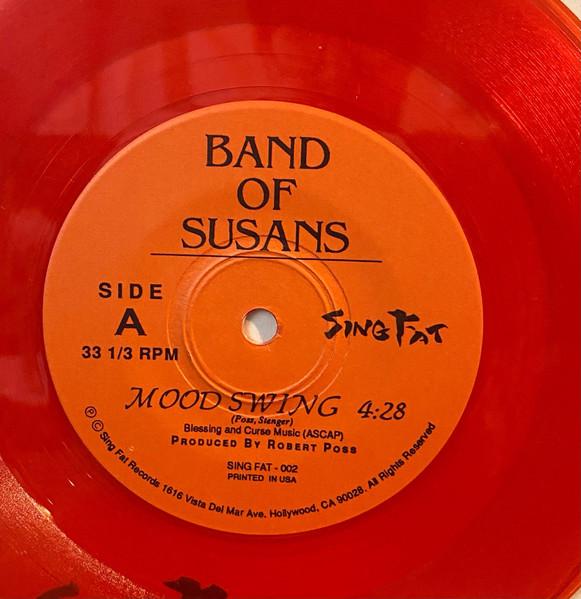 BAND
OF
SUSANS
SIDE
A
33 1/3 RPM
SING FAT
MOOD SWING 4:28
(Poss, Stenger)
Blessing and Curse Music (ASCAP)
PRODUCED BY ROBERT POSS
SING FAT - 002
PRINTED IN USA
℗ © Sing Fat Records 1616 Vista Del Mar Ave. Hollywood, CA 90028. All Rights Reserved